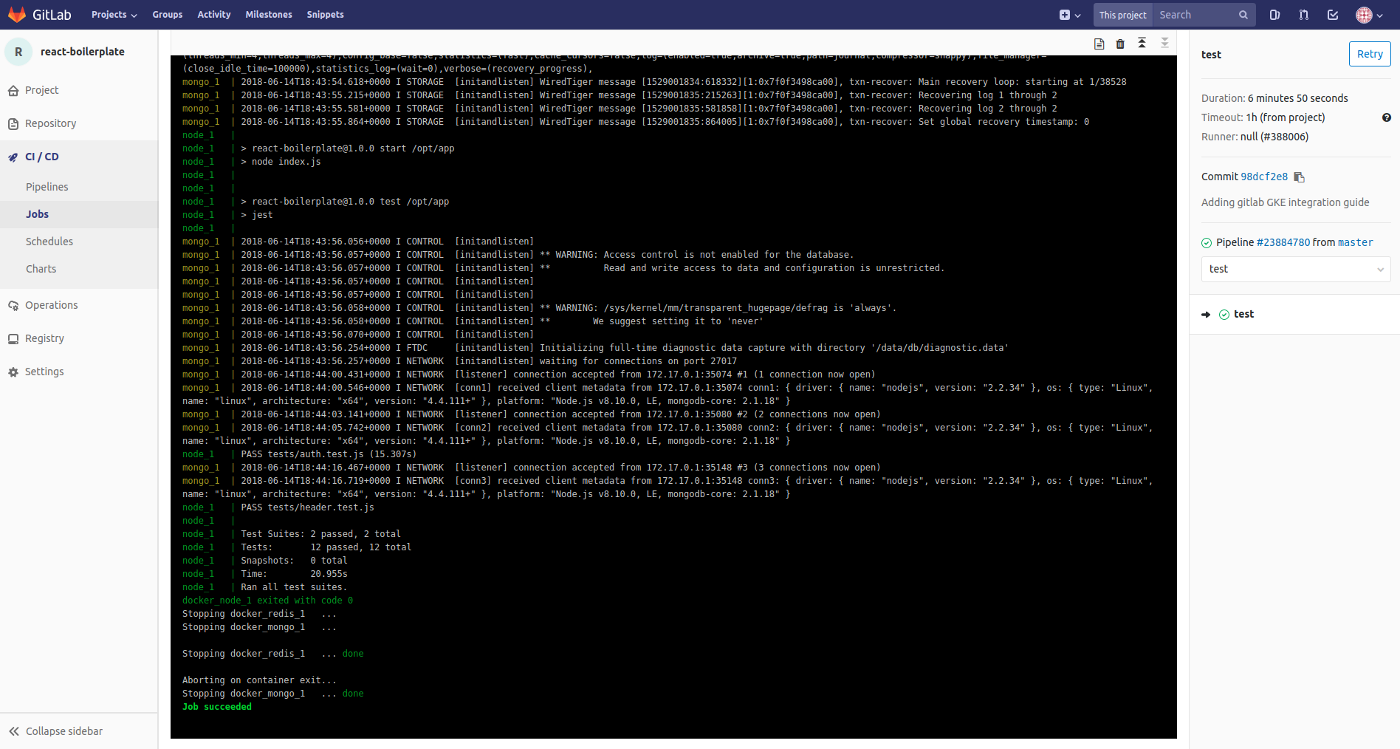 GitLab Projects Groups Activity Milestones Snippets This project Search
R react-boilerplate
Project
Repository
CI / CD
Pipelines
Jobs
Schedules
Charts
Operations
Registry
Settings
Collapse sidebar
(close_idle_time=100000),statistics_log=(wait=0),verbose=(recovery_progress),
mongo_1 | 2018-06-14T18:43:54.618+0000 I STORAGE [initandlisten] WiredTiger message [1529001834:618332][1:0x7f0f3498ca00], txn-recover: Main recovery loop: starting at 1/38528
mongo_1 | 2018-06-14T18:43:55.215+0000 I STORAGE [initandlisten] WiredTiger message [1529001835:215263][1:0x7f0f3498ca00], txn-recover: Recovering log 1 through 2
mongo_1 | 2018-06-14T18:43:55.581+0000 I STORAGE [initandlisten] WiredTiger message [1529001835:581858][1:0x7f0f3498ca00], txn-recover: Recovering log 2 through 2
mongo_1 | 2018-06-14T18:43:55.864+0000 I STORAGE [initandlisten] WiredTiger message [1529001835:864005][1:0x7f0f3498ca00], txn-recover: Set global recovery timestamp: 0
node_1 |
node_1 | > react-boilerplate@1.0.0 start /opt/app
node_1 | > node index.js
node_1 |
node_1 |
node_1 | > react-boilerplate@1.0.0 test /opt/app
node_1 | > jest
node_1 |
mongo_1 | 2018-06-14T18:43:56.056+0000 I CONTROL [initandlisten]
mongo_1 | 2018-06-14T18:43:56.057+0000 I CONTROL [initandlisten] ** WARNING: Access control is not enabled for the database.
mongo_1 | 2018-06-14T18:43:56.057+0000 I CONTROL [initandlisten] ** Read and write access to data and configuration is unrestricted.
mongo_1 | 2018-06-14T18:43:56.057+0000 I CONTROL [initandlisten]
mongo_1 | 2018-06-14T18:43:56.057+0000 I CONTROL [initandlisten]
mongo_1 | 2018-06-14T18:43:56.058+0000 I CONTROL [initandlisten] ** WARNING: /sys/kernel/mm/transparent_hugepage/defrag is 'always'.
mongo_1 | 2018-06-14T18:43:56.058+0000 I CONTROL [initandlisten] ** We suggest setting it to 'never'
mongo_1 | 2018-06-14T18:43:56.070+0000 I CONTROL [initandlisten]
mongo_1 | 2018-06-14T18:43:56.254+0000 I FTDC [initandlisten] Initializing full-time diagnostic data capture with directory '/data/db/diagnostic.data'
mongo_1 | 2018-06-14T18:43:56.257+0000 I NETWORK [initandlisten] waiting for connections on port 27017
mongo_1 | 2018-06-14T18:44:00.431+0000 I NETWORK [listener] connection accepted from 172.17.0.1:35074 #1 (1 connection now open)
mongo_1 | 2018-06-14T18:44:00.546+0000 I NETWORK [conn1] received client metadata from 172.17.0.1:35074 conn1: { driver: { name: "nodejs", version: "2.2.34" }, os: { type: "Linux",
name: "linux", architecture: "x64", version: "4.4.111+" }, platform: "Node.js v8.10.0, LE, mongodb-core: 2.1.18" }
mongo_1 | 2018-06-14T18:44:03.141+0000 I NETWORK [listener] connection accepted from 172.17.0.1:35080 #2 (2 connections now open)
mongo_1 | 2018-06-14T18:44:05.742+0000 I NETWORK [conn2] received client metadata from 172.17.0.1:35080 conn2: { driver: { name: "nodejs", version: "2.2.34" }, os: { type: "Linux",
name: "linux", architecture: "x64", version: "4.4.111+" }, platform: "Node.js v8.10.0, LE, mongodb-core: 2.1.18" }
node_1 | PASS tests/auth.test.js (15.307s)
mongo_1 | 2018-06-14T18:44:16.467+0000 I NETWORK [listener] connection accepted from 172.17.0.1:35148 #3 (3 connections now open)
mongo_1 | 2018-06-14T18:44:16.719+0000 I NETWORK [conn3] received client metadata from 172.17.0.1:35148 conn3: { driver: { name: "nodejs", version: "2.2.34" }, os: { type: "Linux",
name: "linux", architecture: "x64", version: "4.4.111+" }, platform: "Node.js v8.10.0, LE, mongodb-core: 2.1.18" }
node_1 | PASS tests/header.test.js
node_1 |
node_1 | Test Suites: 2 passed, 2 total
node_1 | Tests: 12 passed, 12 total
node_1 | Snapshots: 0 total
node_1 | Time: 20.955s
node_1 | Ran all test suites.
docker_node_1 exited with code 0
Stopping docker_redis_1 ...
Stopping docker_mongo_1 ...
Stopping docker_redis_1 ... done
Aborting on container exit...
Stopping docker_mongo_1 ... done
Job succeeded
test Retry
Duration: 6 minutes 50 seconds
Timeout: 1h (from project)
Runner: null (#388006)
Commit 98dcf2e8
Adding gitlab GKE integration guide
Pipeline #23884780 from master
test
test